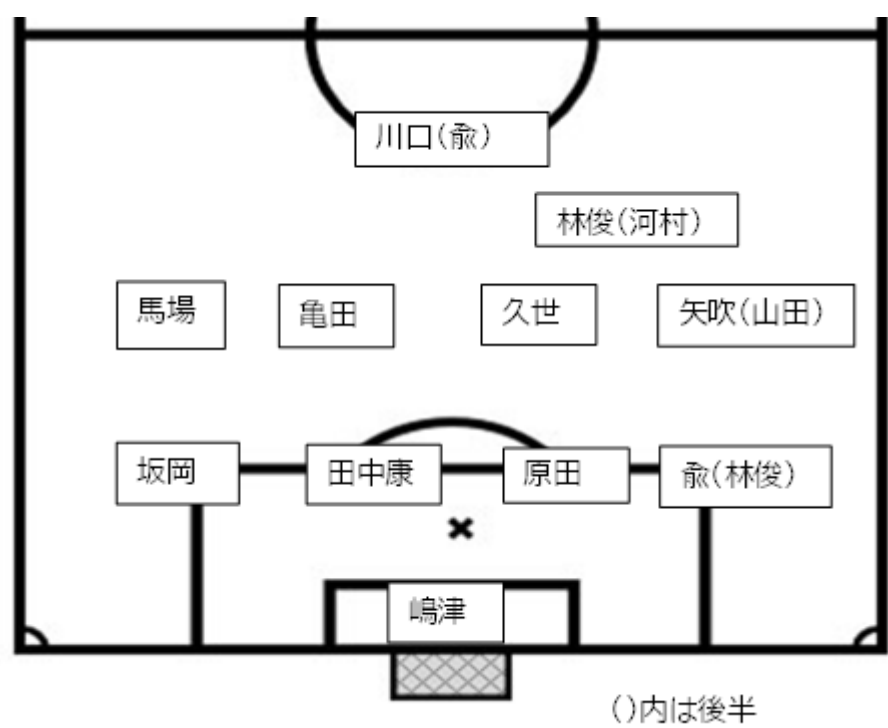 川口(兪)
林俊(河村)
馬場
亀田
久世
矢吹(山田)
坂岡
田中康
原田
兪(林俊)
嶋津
()内は後半